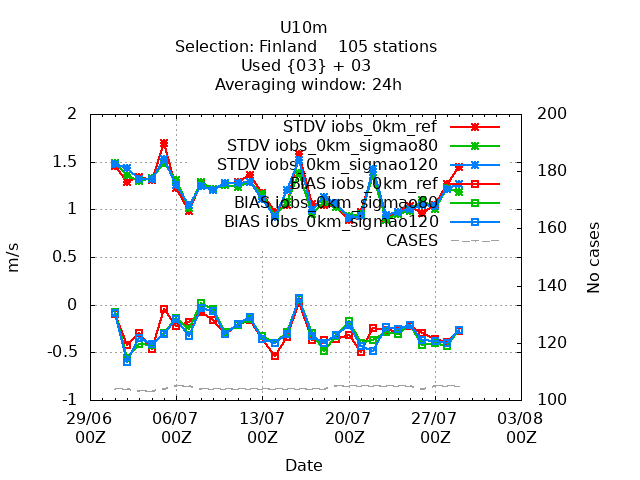 U10m
Selection: Finland 105 stations
Used {03} + 03
Averaging window: 24h
STDV iobs_0km_ref
STDV iobs_0km_sigmao80
STDV iobs_0km_sigmao120
BIAS iobs_0km_ref
BIAS iobs_0km_sigmao80
BIAS iobs_0km_sigmao120
CASES
2
1.5
1
0.5
0
-0.5
-1
m/s
200
180
160
140
120
100
No cases
29/06 06/07 13/07 20/07 27/07 03/08
00Z 00Z 00Z 00Z 00Z 00Z
Date